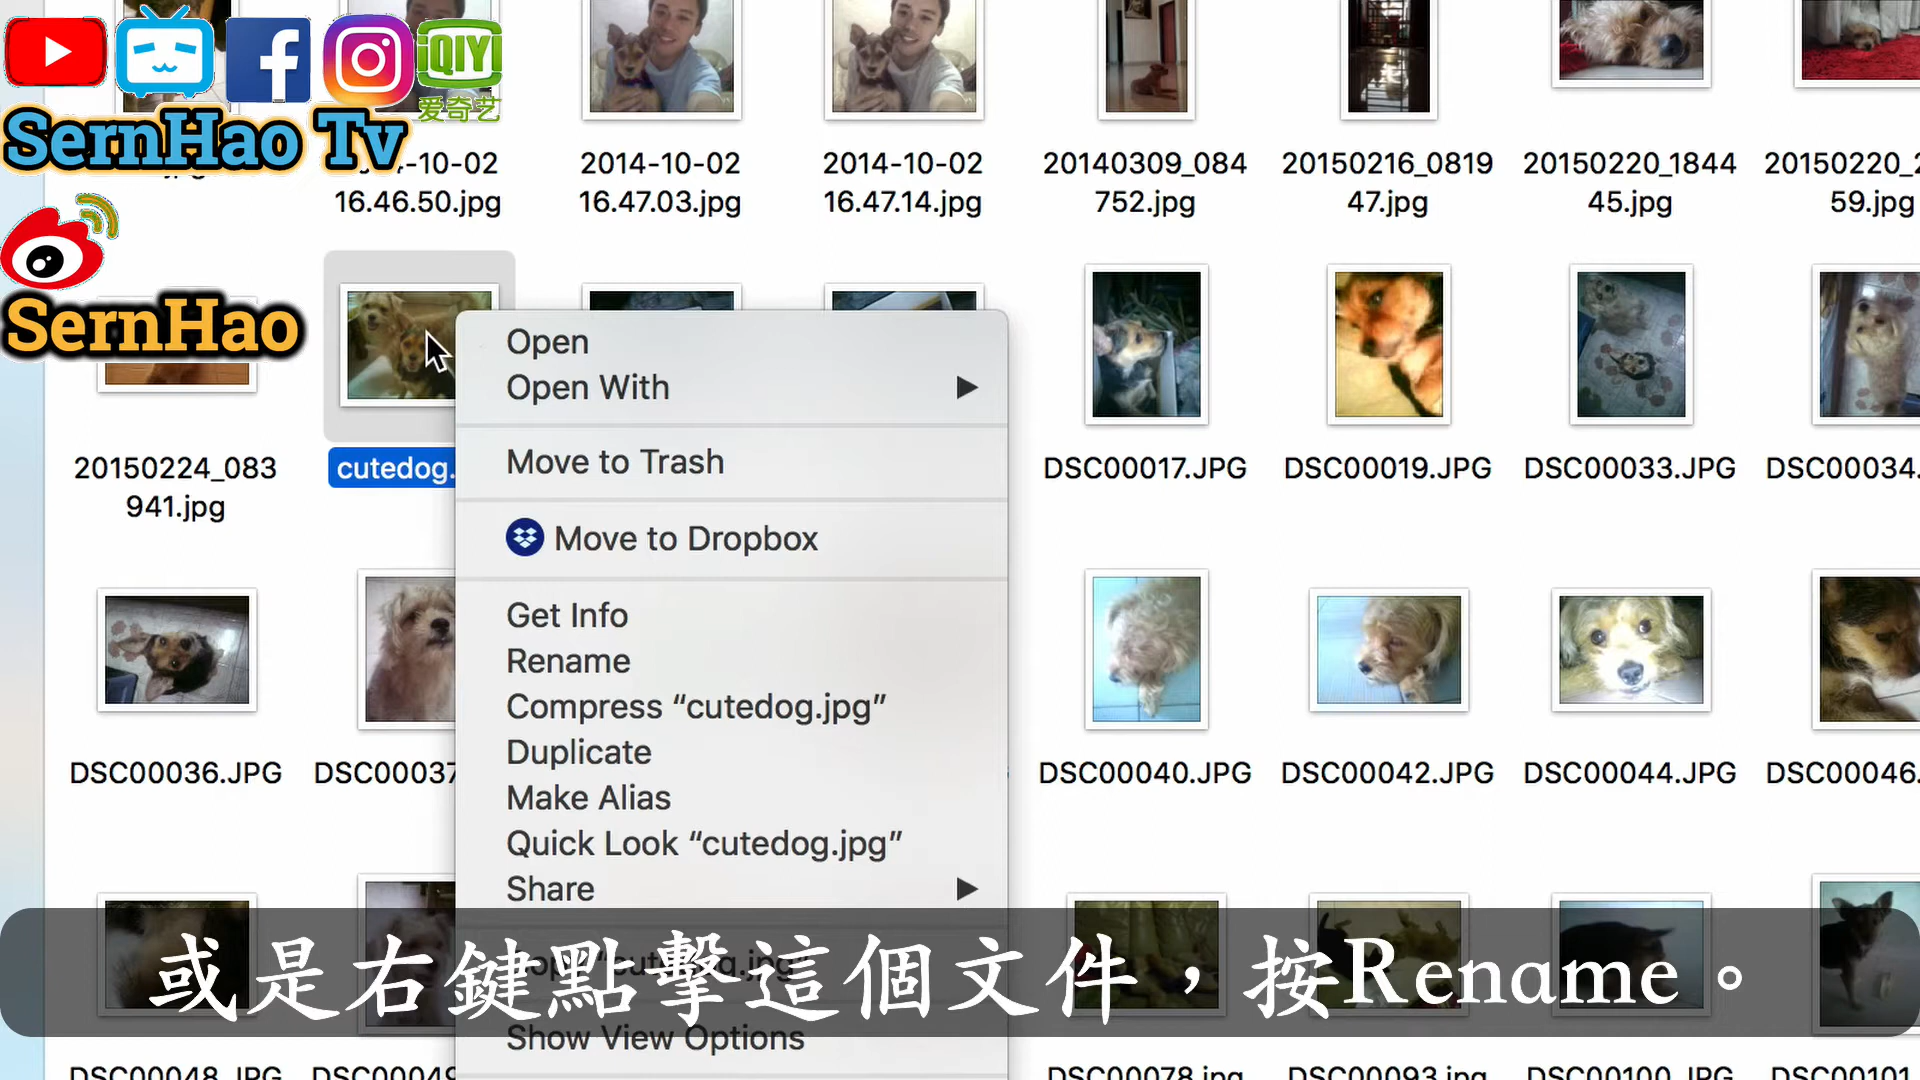 iQIYI
爱奇艺
SernHao Tv
SernHao
16.46.50.jpg
2014-10-02
16.47.03.jpg
2014-10-02
16.47.14.jpg
20140309_084
752.jpg
20150216_0819
47.jpg
20150220_1844
45.jpg
59.jpg
20150224_083
941.jpg
cutedog.
DSC00017.JPG
DSC00019.JPG
DSC00033.JPG
DSC00034.
Open
Open With
Move to Trash
Move to Dropbox
Get Info
Rename
Compress “cutedog.jpg”
Duplicate
Make Alias
Quick Look “cutedog.jpg”
Share
Show View Options
DSC00036.JPG
DSC00037
DSC00040.JPG
DSC00042.JPG
DSC00044.JPG
DSC00046.
或是右鍵點擊這個文件，按Rename。
DSC00048.JPG
DSC00049
DSC00078.jpg
DSC00093.jpg
DSC00100.JPG
DSC00101